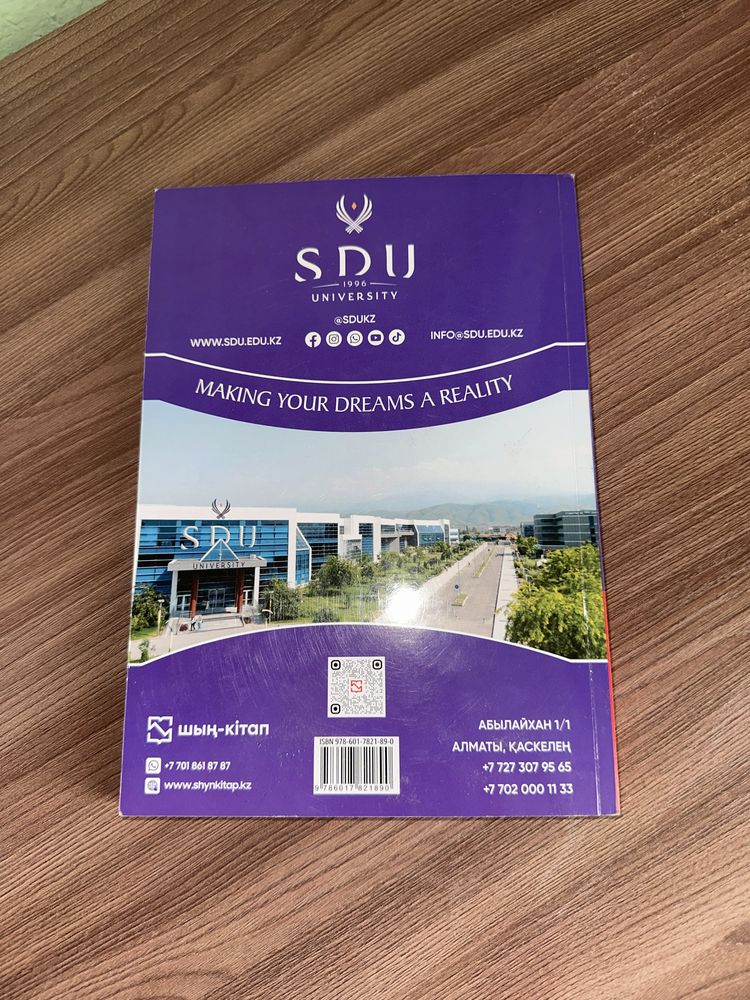 SDU
1996
UNIVERSITY
@SDUKZ
WWW.SDU.EDU.KZ
INFO@SDU.EDU.KZ
MAKING YOUR DREAMS A REALITY
SDU
UNIVERSITY
шың-кітап
+7 701 861 87 87
www.shynkitap.kz
ISBN 978-601-7821-89-0
9 786017 821890
АБЫЛАЙХАН 1/1
АЛМАТЫ, ҚАСКЕЛЕҢ
+7 727 307 95 65
+7 702 000 11 33